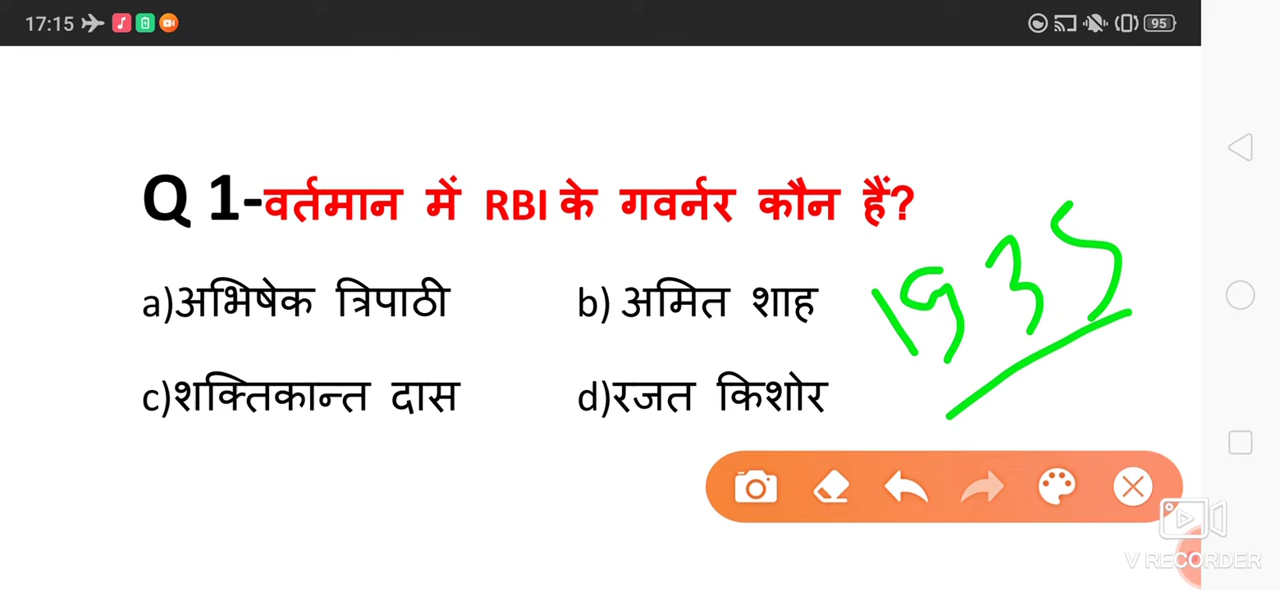 17:15 95
Q 1-वर्तमान में RBI के गवर्नर कौन हैं?
a)अभिषेक त्रिपाठी b) अमित शाह
c)शक्तिकान्त दास d)रजत किशोर
1935
V RECORDER